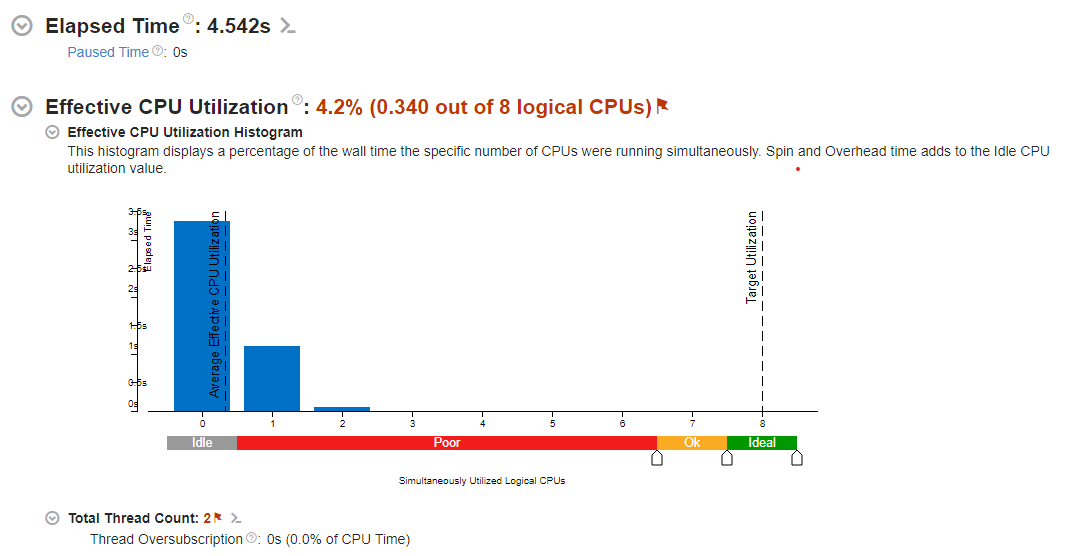 Elapsed Time: 4.542s
Paused Time: 0s
Effective CPU Utilization: 4.2% (0.340 out of 8 logical CPUs)
Effective CPU Utilization Histogram
This histogram displays a percentage of the wall time the specific number of CPUs were running simultaneously. Spin and Overhead time adds to the Idle CPU
utilization value.
3.5s
3s
2.5s
2s
1.5s
1s
0.5s
0s
Elapsed Time
Average Effective CPU Utilization
Target Utilization
0 1 2 3 4 5 6 7 8
Idle Poor Ok Ideal
Simultaneously Utilized Logical CPUs
Total Thread Count: 2
Thread Oversubscription: 0s (0.0% of CPU Time)